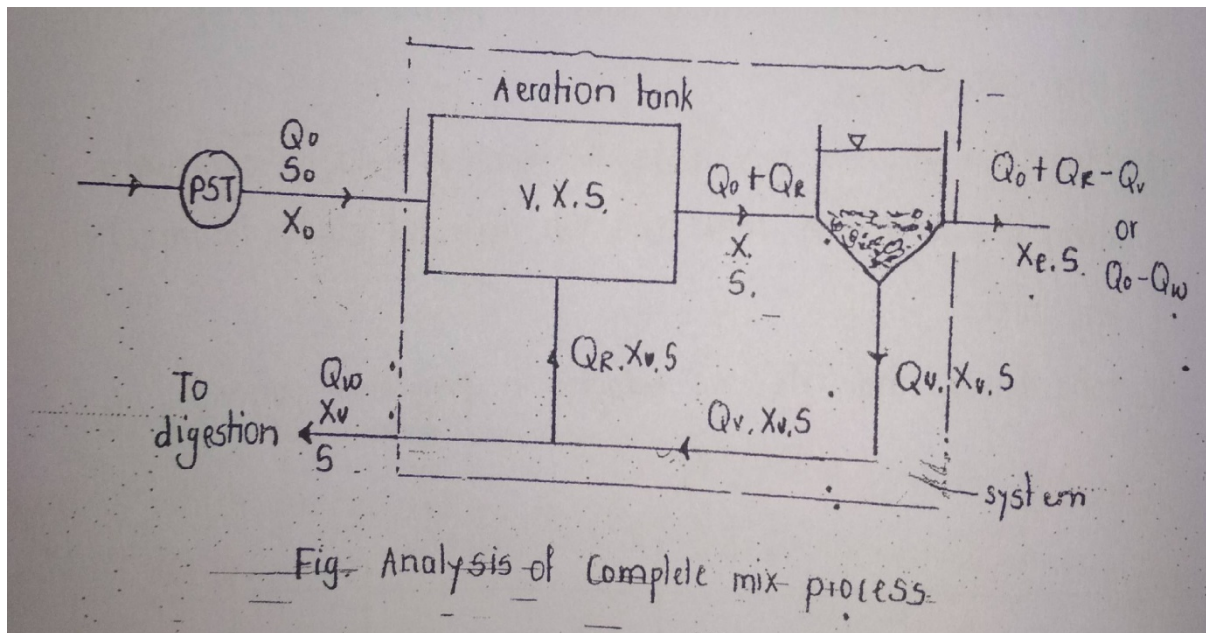 Aeration tank
PST
Q0
S0
X0
V. X. S.
Q0 + QR
X.
S.
Q0 + QR - Qv
or
Q0 - Qw
Xe. S.
QR. Xv. S
Qv. Xv. S
Qv. Xv. S
Qw
Xv
S
To
digestion
system
Fig. Analysis of Complete mix process